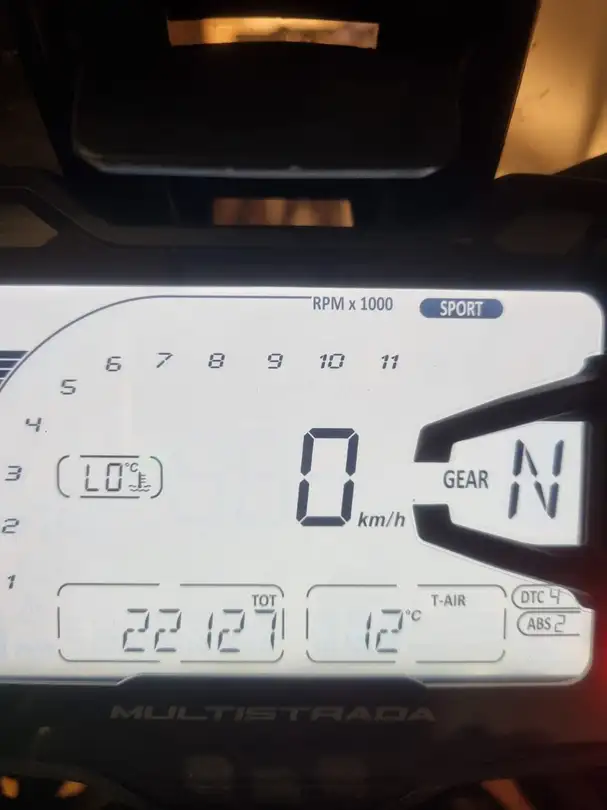 RPM x 1000 SPORT
6 7 8 9 10 11
5
4
3 LO °C
0 km/h
GEAR N
2
1
TOT
22127
T-AIR
12 °C
DTC 4
ABS 2
MULTISTRADA